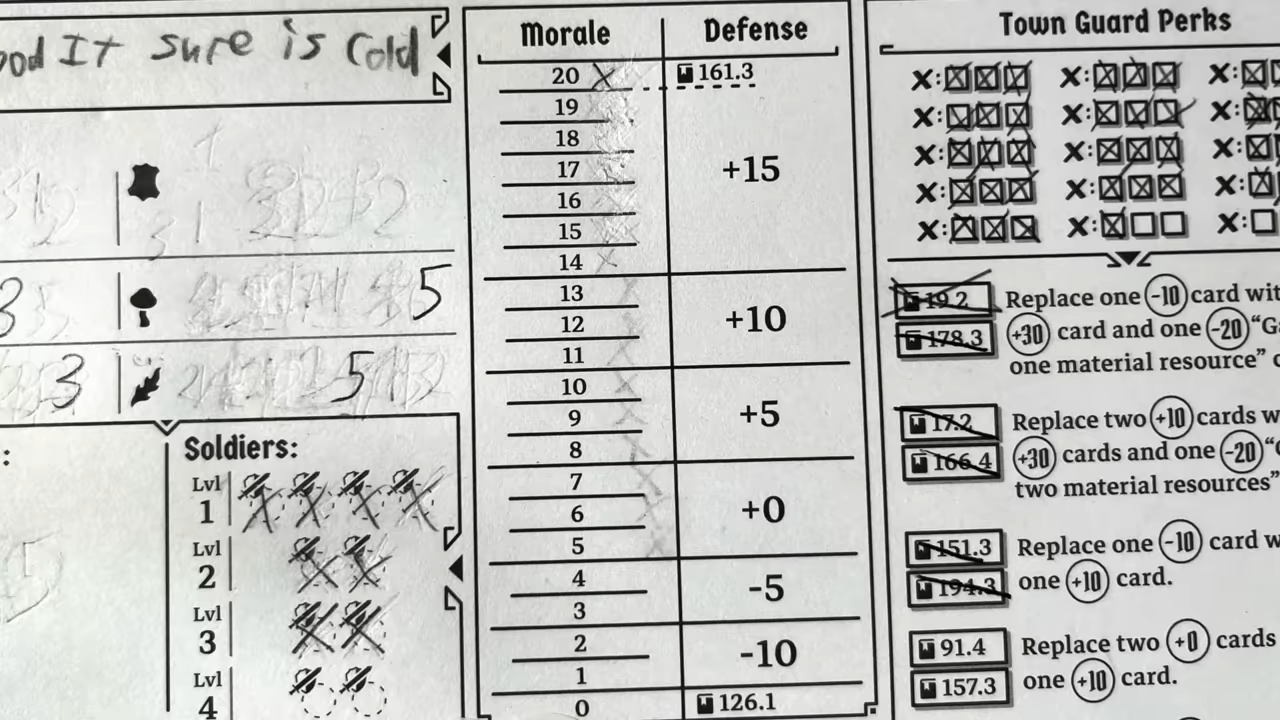 ood It sure is Cold
3
5
3
5
:
Soldiers:
Lvl
1
Lvl
2
Lvl
3
Lvl
4
Morale Defense
20 X 161.3
19
18
17
16
15
14
+15
13
12
11
+10
10
9
8
+5
7
6
5
+0
4
3
-5
2
1
-10
0 126.1
Town Guard Perks
X: X: X:
X: X: X:
X: X: X:
X: X: X:
X: X: X:
19.2 Replace one -10 card wit
178.3 +30 card and one -20 “G
one material resource”
17.2 Replace two +10 cards w
166.4 +30 cards and one -20 “
two material resources”
151.3 Replace one -10 card w
194.3 one +10 card.
91.4 Replace two +0 cards
157.3 one +10 card.